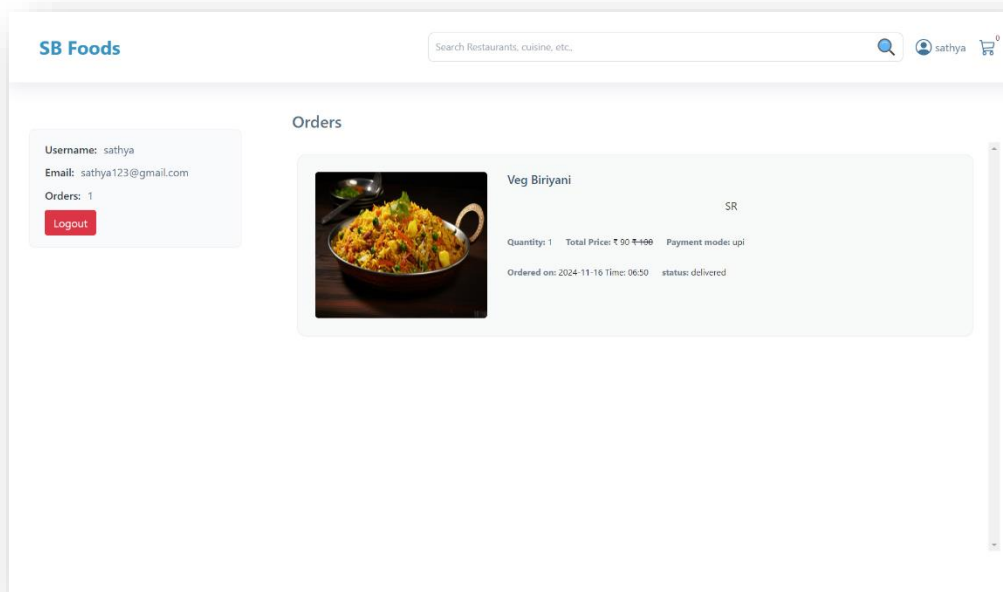 SB Foods
Search Restaurants, cuisine, etc.,
sathya
0
Username: sathya
Email: sathya123@gmail.com
Orders: 1
Logout
Orders
Veg Biriyani
SR
Quantity: 1 Total Price: ₹ 90 ₹ 100 Payment mode: upi
Ordered on: 2024-11-16 Time: 06:50 status: delivered